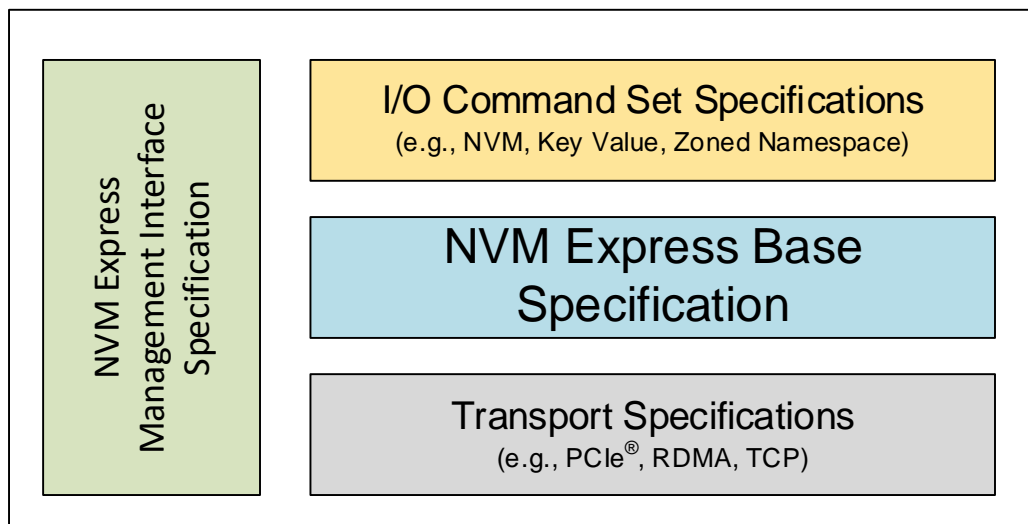 NVM Express
Management Interface
Specification
I/O Command Set Specifications
(e.g., NVM, Key Value, Zoned Namespace)
NVM Express Base
Specification
Transport Specifications
(e.g., PCIe®, RDMA, TCP)